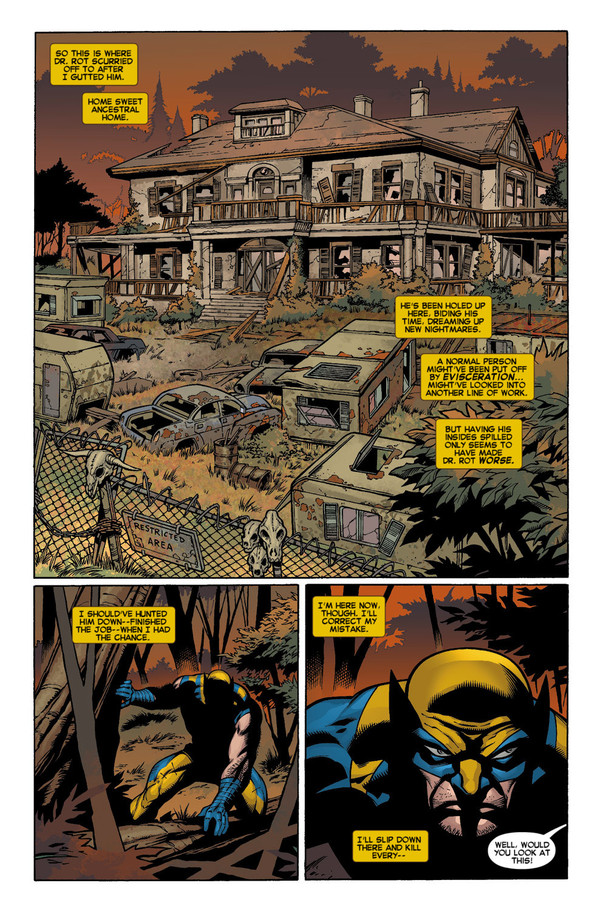 SO THIS IS WHERE
DR. ROT SCURRIED
OFF TO AFTER
I GUTTED HIM.
HOME SWEET
ANCESTRAL
HOME.
HE'S BEEN HOLED UP
HERE, BIDING HIS
TIME, DREAMING UP
NEW NIGHTMARES.
A NORMAL PERSON
MIGHT'VE BEEN PUT OFF
BY EVISCERATION...
MIGHT'VE LOOKED INTO
ANOTHER LINE OF WORK.
BUT HAVING HIS
INSIDES SPILLED
ONLY SEEMS TO
HAVE MADE
DR. ROT WORSE.
RESTRICTED
AREA
I SHOULD'VE HUNTED
HIM DOWN--FINISHED
THE JOB--WHEN I HAD
THE CHANCE.
I'M HERE NOW,
THOUGH. I'LL
CORRECT MY
MISTAKE.
I'LL SLIP DOWN
THERE AND KILL
EVERY--
WELL, WOULD
YOU LOOK AT
THIS!